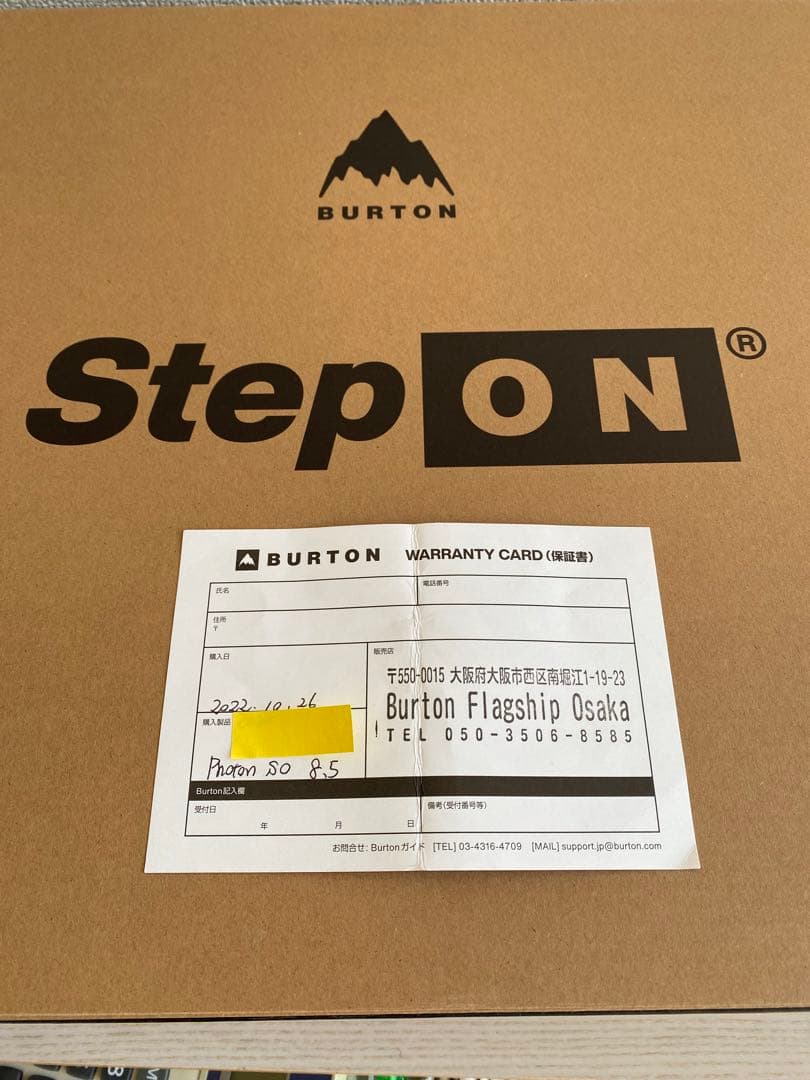 BURTON
Step ON®
BURTON WARRANTY CARD(保証書)
氏名
電話番号
住所
〒
購入日
2022.10.26
販売店
〒550-0015 大阪府大阪市西区南堀江1-19-23
Burton Flagship Osaka
TEL 050-3506-8585
購入製品
Photon SO 8.5
Burton記入欄
受付日
年 月 日
備考(受付番号等)
お問合せ: Burtonガイド [TEL] 03-4316-4709 [MAIL] support.jp@burton.com